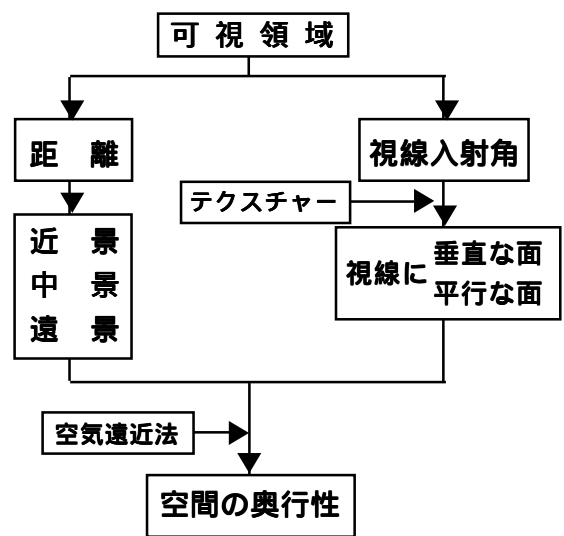 可視領域
距離
視線入射角
テクスチャー
近景
中景
遠景
視線に
垂直な面
平行な面
空気遠近法
空間の奥行性